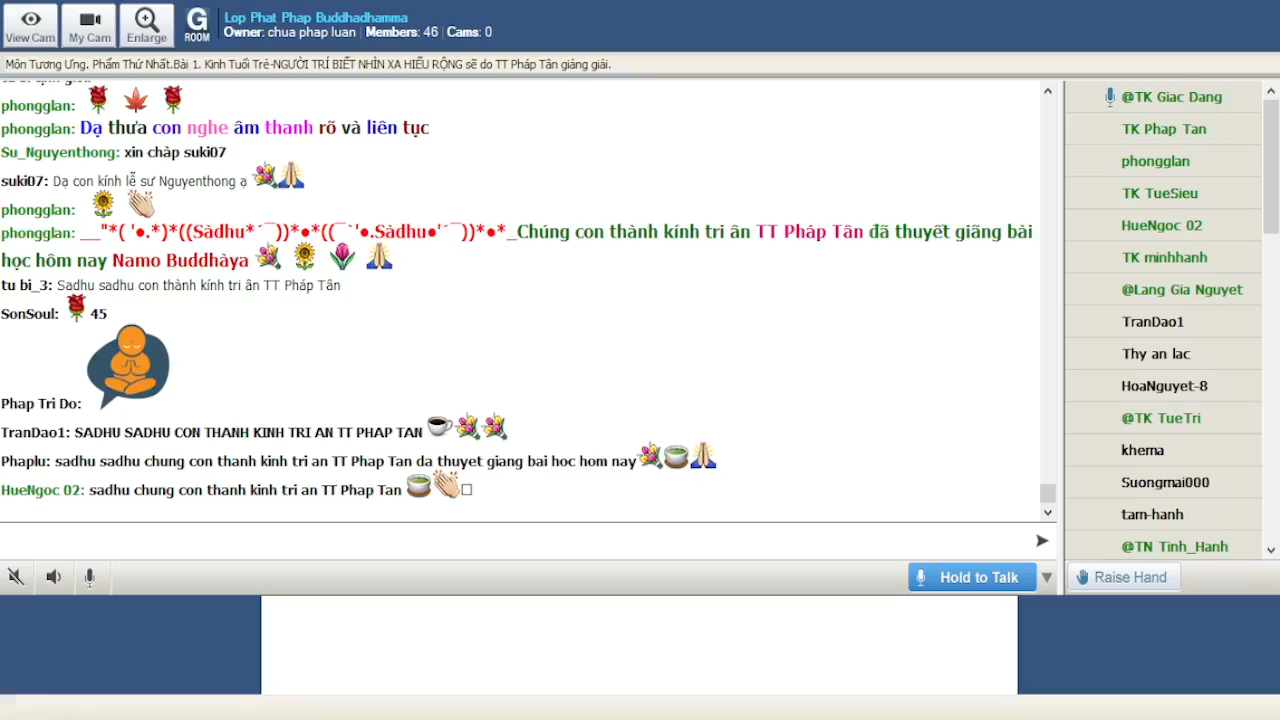 View Cam
My Cam
Enlarge
G
ROOM
Lop Phat Phap Buddhadhamma
Owner: chua phap luan | Members: 46 | Cams: 0
Môn Tương Ưng. Phẩm Thứ Nhất.Bài 1. Kinh Tuổi Trẻ-NGƯỜI TRÍ BIẾT NHÌN XA HIỂU RỘNG sẽ do TT Pháp Tân giảng giải.
phongglan:
phongglan: Dạ thưa con nghe âm thanh rõ và liên tục
Su_Nguyenthong: xin chàp suki07
suki07: Dạ con kính lễ sư Nguyenthong ạ
phongglan:
phongglan: __"*( '●.*)*((Sàdhu*´¯))*●*((¯`'●.Sàdhu●'´¯))*●*_Chúng con thành kính tri ân TT Pháp Tân đã thuyết giãng bài
học hôm nay Namo Buddhàya
tu bi_3: Sadhu sadhu con thành kính tri ân TT Pháp Tân
SonSoul: 45
Phap Tri Do:
TranDao1: SADHU SADHU CON THANH KINH TRI AN TT PHAP TAN
Phaplu: sadhu sadhu chung con thanh kinh tri an TT Phap Tan da thuyet giang bai hoc hom nay
HueNgoc 02: sadhu chung con thanh kinh tri an TT Phap Tan
@TK Giac Dang
TK Phap Tan
phongglan
TK TueSieu
HueNgoc 02
TK minhhanh
@Lang Gia Nguyet
TranDao1
Thy an lac
HoaNguyet-8
@TK TueTri
khema
Suongmai000
tam-hanh
@TN Tinh_Hanh
Hold to Talk
Raise Hand